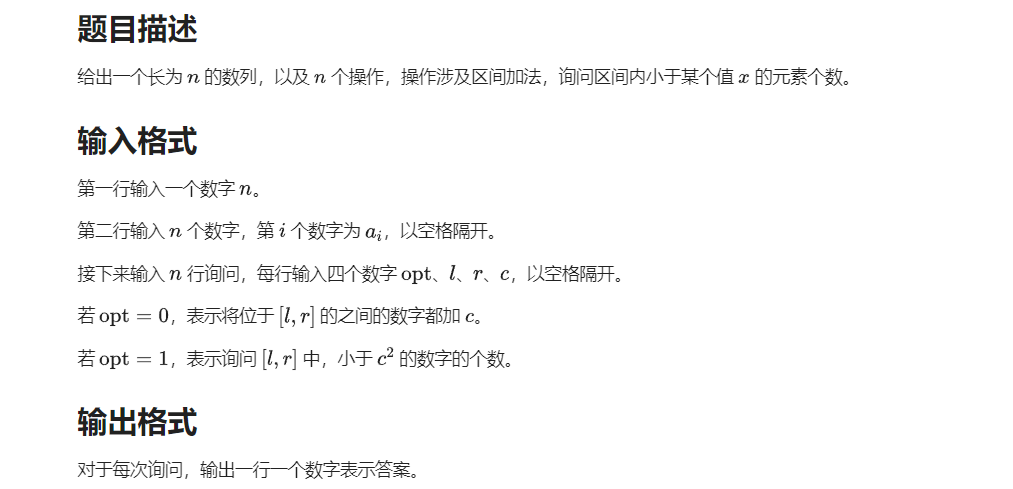 题目描述
给出一个长为 n 的数列，以及 n 个操作，操作涉及区间加法，询问区间内小于某个值 x 的元素个数。
输入格式
第一行输入一个数字 n。
第二行输入 n 个数字，第 i 个数字为 aᵢ，以空格隔开。
接下来输入 n 行询问，每行输入四个数字 opt、l、r、c，以空格隔开。
若 opt = 0，表示将位于 [l, r] 的之间的数字都加 c。
若 opt = 1，表示询问 [l, r] 中，小于 c² 的数字的个数。
输出格式
对于每次询问，输出一行一个数字表示答案。